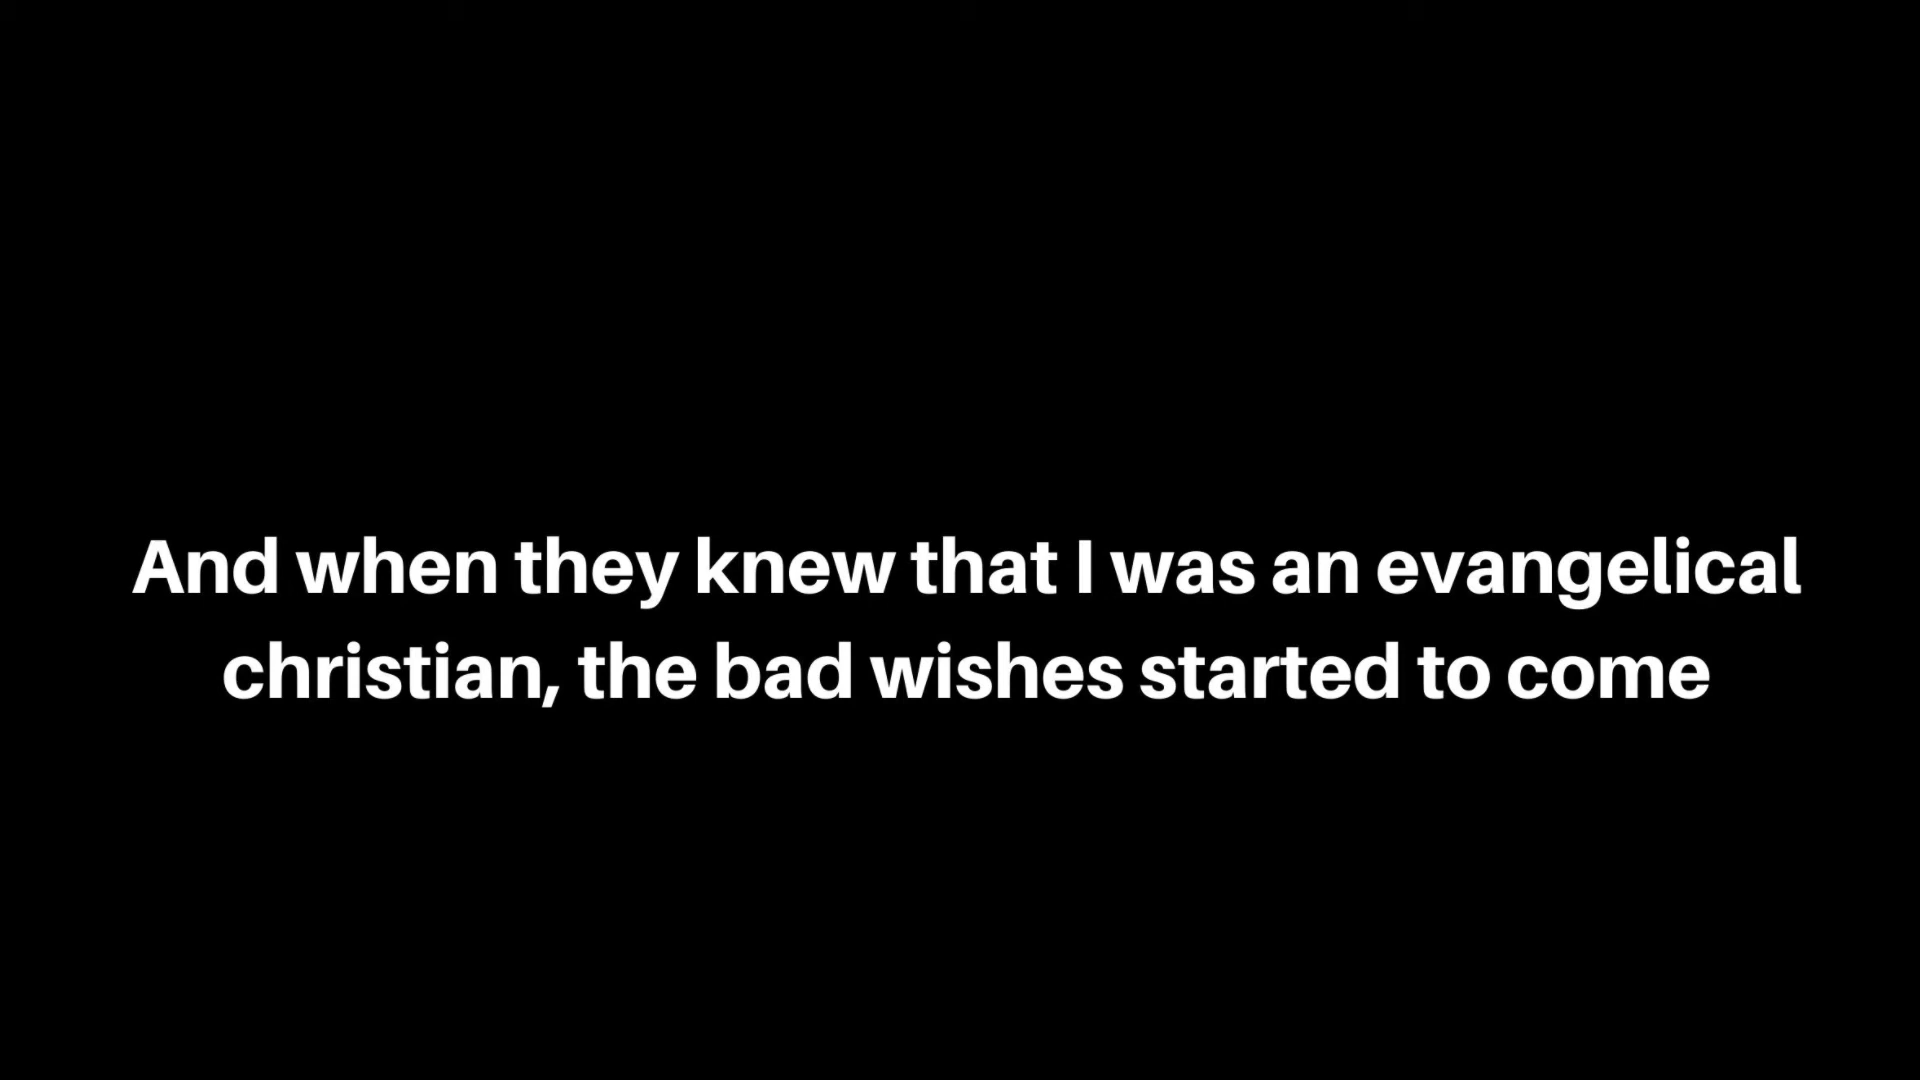 And when they knew that I was an evangelical
christian, the bad wishes started to come